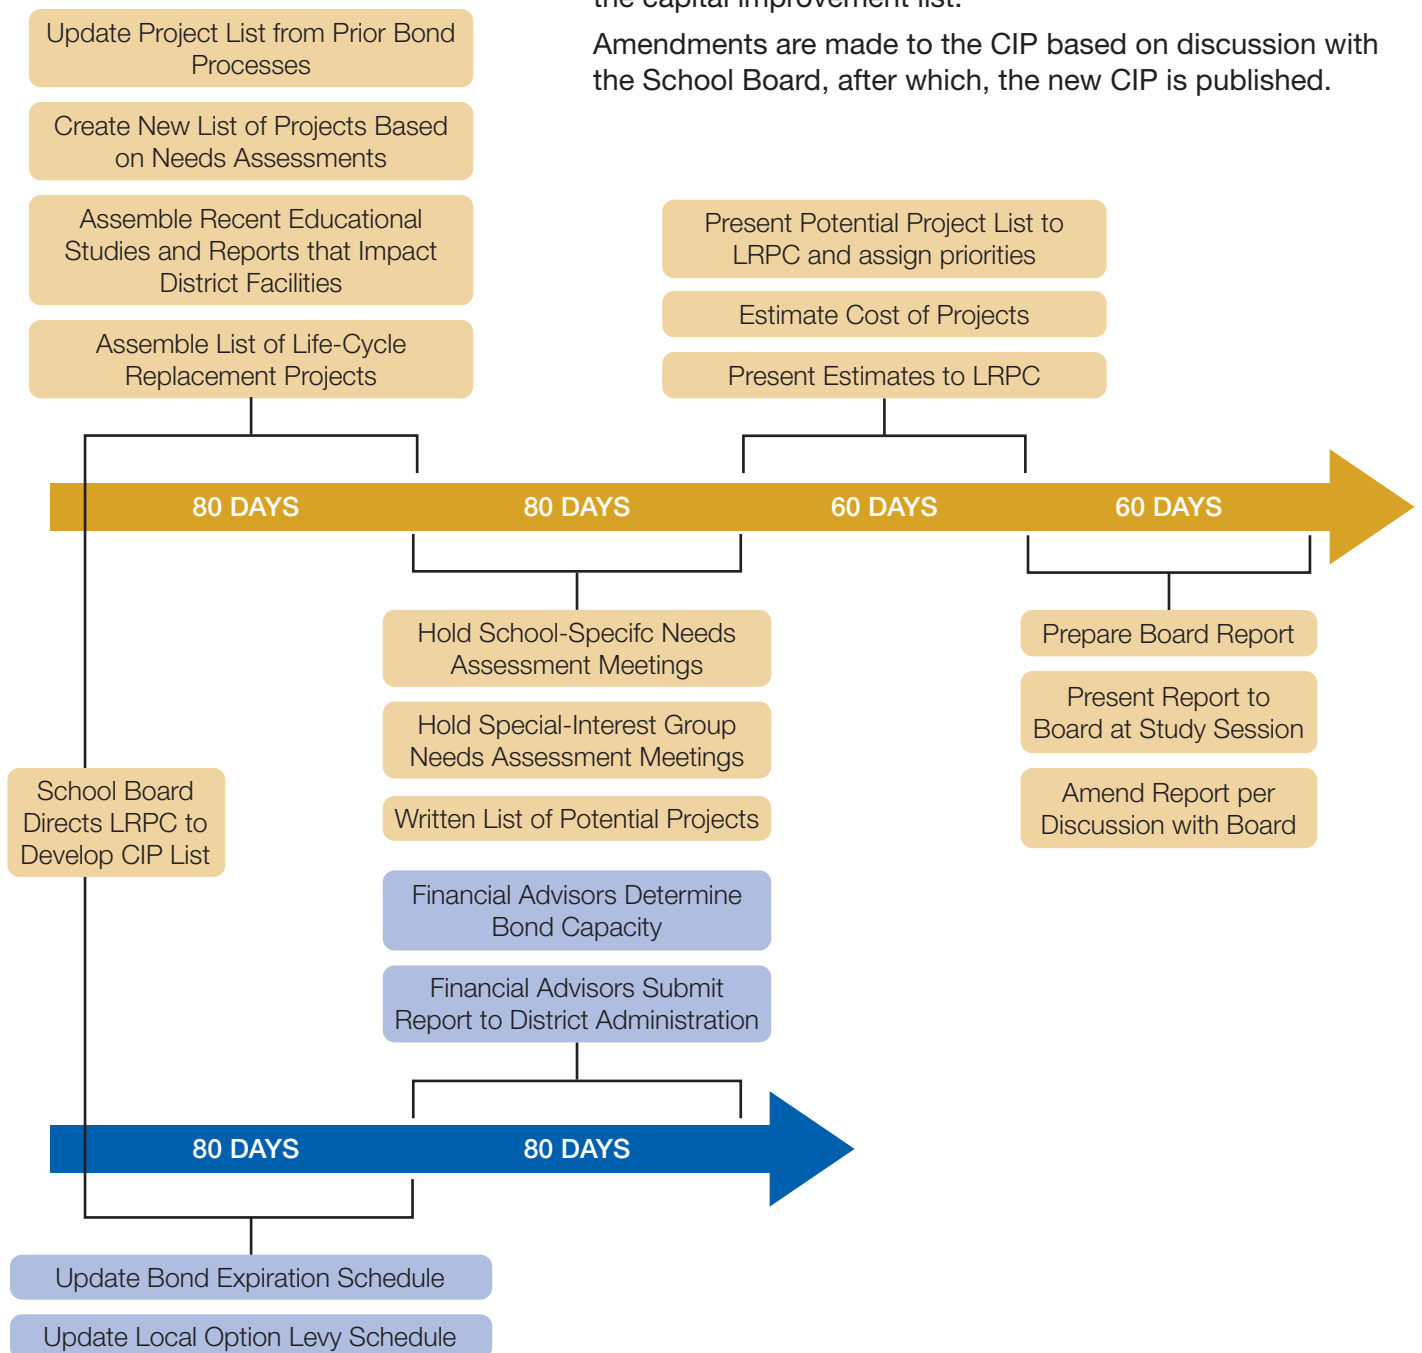 the capital improvement list.
Amendments are made to the CIP based on discussion with
the School Board, after which, the new CIP is published.
Update Project List from Prior Bond
Processes
Create New List of Projects Based
on Needs Assessments
Assemble Recent Educational
Studies and Reports that Impact
District Facilities
Assemble List of Life-Cycle
Replacement Projects
Present Potential Project List to
LRPC and assign priorities
Estimate Cost of Projects
Present Estimates to LRPC
80 DAYS
80 DAYS
60 DAYS
60 DAYS
Hold School-Specifc Needs
Assessment Meetings
Hold Special-Interest Group
Needs Assessment Meetings
Written List of Potential Projects
Prepare Board Report
Present Report to
Board at Study Session
Amend Report per
Discussion with Board
School Board
Directs LRPC to
Develop CIP List
Financial Advisors Determine
Bond Capacity
Financial Advisors Submit
Report to District Administration
80 DAYS
80 DAYS
Update Bond Expiration Schedule
Update Local Option Levy Schedule